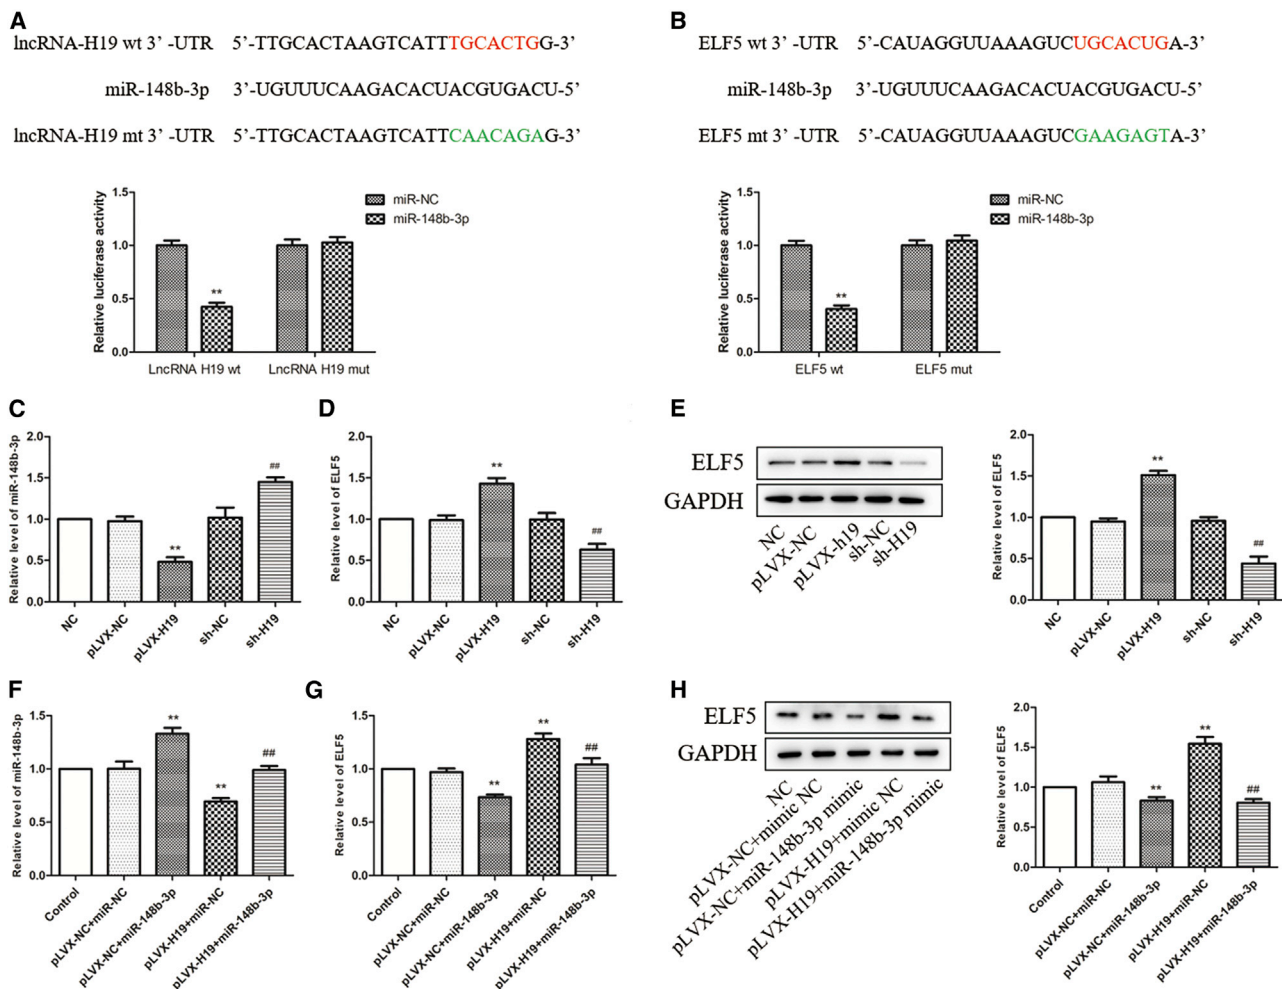 A
lncRNA-H19 wt 3’ -UTR 5’-TTGCACTAAGTCATTTGCACTGG-3’
miR-148b-3p 3’-UGUUUCAAGACACUACGUGACU-5’
lncRNA-H19 mt 3’ -UTR 5’-TTGCACTAAGTCATTCAACAGAG-3’
Relative luciferase activity
1.5
1.0
0.5
0.0
**
miR-NC
miR-148b-3p
LncRNA H19 wt LncRNA H19 mut
B
ELF5 wt 3’ -UTR 5’-CAUAGGUUAAAGUCUGCACUGA-3’
miR-148b-3p 3’-UGUUUCAAGACACUACGUGACU-5’
ELF5 mt 3’ -UTR 5’-CAUAGGUUAAAGUCGAAGAGTA-3’
Relative luciferase activity
1.5
1.0
0.5
0.0
**
miR-NC
miR-148b-3p
ELF5 wt ELF5 mut
C
Relative level of miR-148b-3p
2.0
1.5
1.0
0.5
0.0
**
##
NC
pLVX-NC
pLVX-H19
sh-NC
sh-H19
D
Relative level of ELF5
2.0
1.5
1.0
0.5
0.0
**
##
NC
pLVX-NC
pLVX-H19
sh-NC
sh-H19
E
ELF5
GAPDH
NC
pLVX-NC
pLVX-h19
sh-NC
sh-H19
Relative level of ELF5
2.0
1.5
1.0
0.5
0.0
**
##
NC
pLVX-NC
pLVX-H19
sh-NC
sh-H19
F
Relative level of miR-148b-3p
1.5
1.0
0.5
0.0
**
**
##
Control
pLVX-NC+miR-NC
pLVX-NC+miR-148b-3p
pLVX-H19+miR-NC
pLVX-H19+miR-148b-3p
G
Relative level of ELF5
1.5
1.0
0.5
0.0
**
**
##
Control
pLVX-NC+miR-NC
pLVX-NC+miR-148b-3p
pLVX-H19+miR-NC
pLVX-H19+miR-148b-3p
H
ELF5
GAPDH
NC
pLVX-NC+mimic NC
pLVX-NC+miR-148b-3p mimic
pLVX-H19+mimic NC
pLVX-H19+miR-148b-3p mimic
Relative level of ELF5
2.0
1.5
1.0
0.5
0.0
**
**
##
Control
pLVX-NC+miR-NC
pLVX-NC+miR-148b-3p
pLVX-H19+miR-NC
pLVX-H19+miR-148b-3p